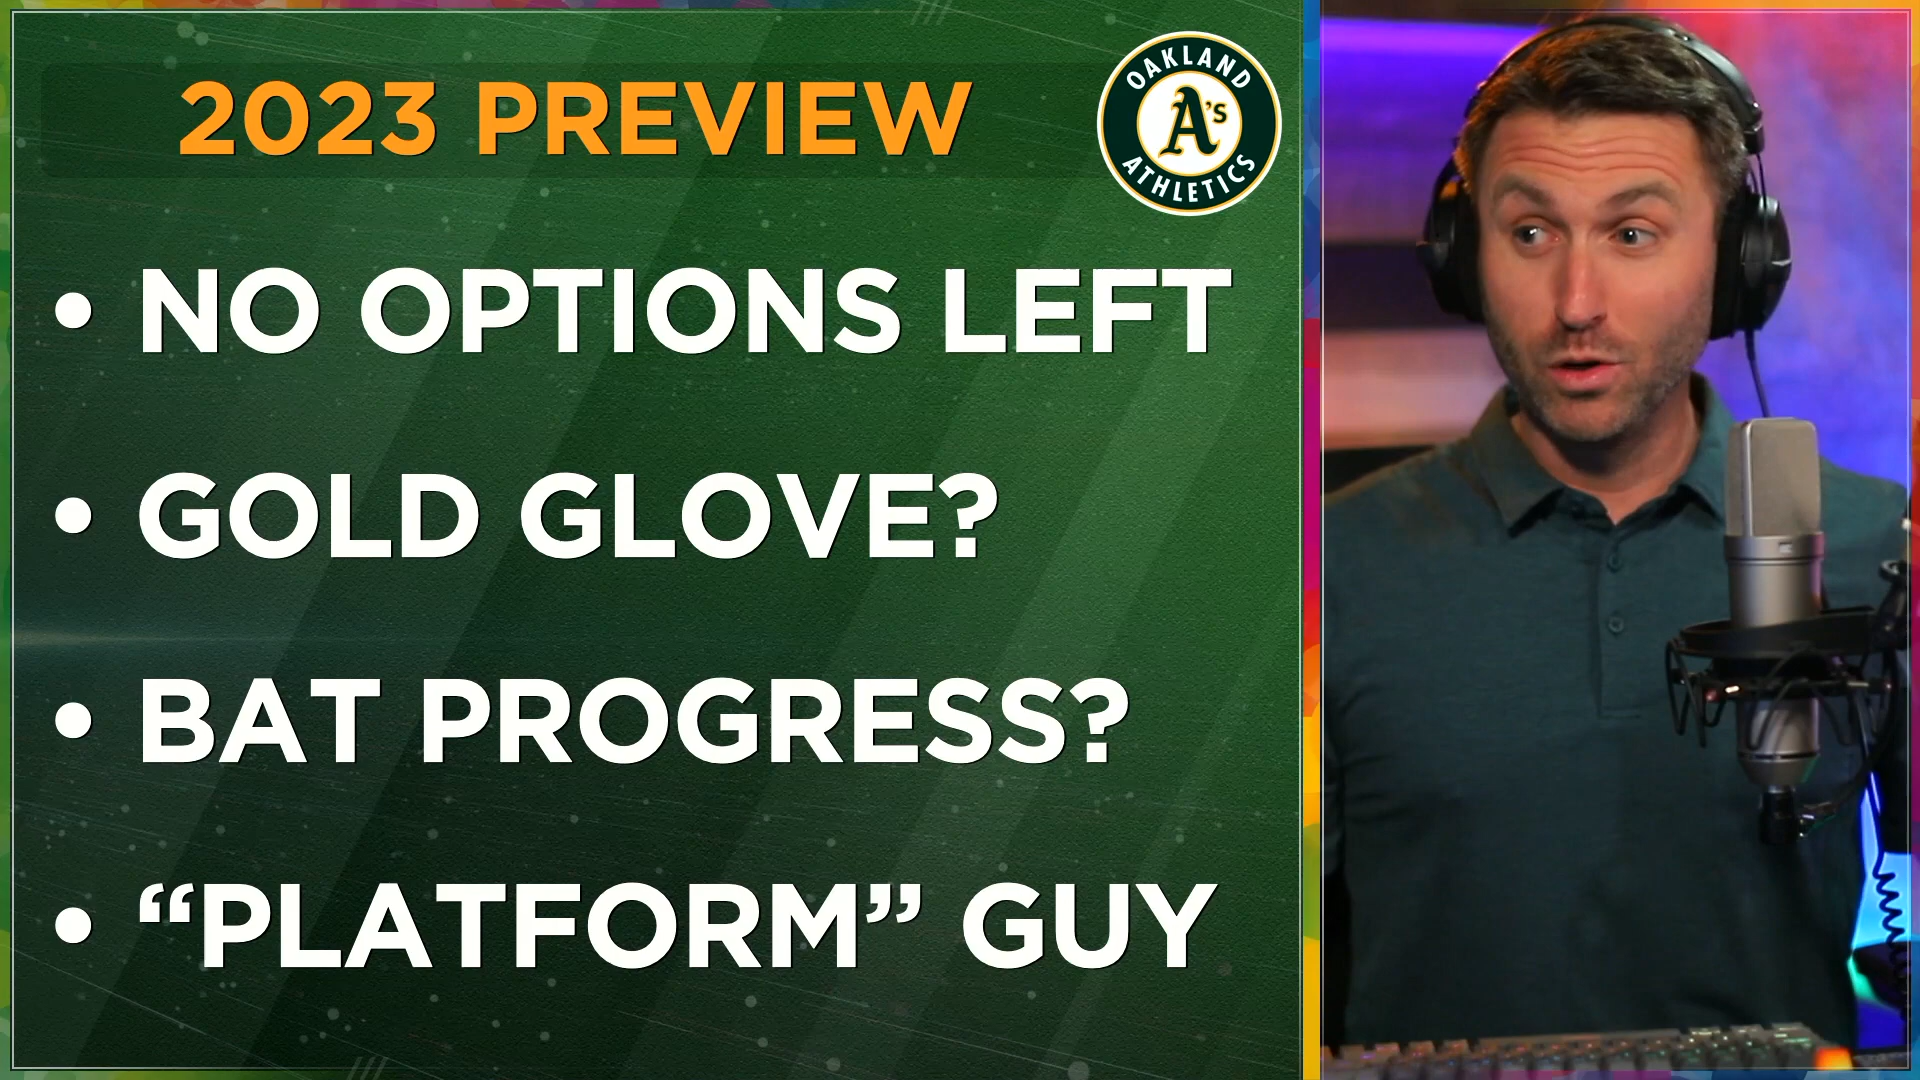 2023 PREVIEW
OAKLAND
A's
ATHLETICS
• NO OPTIONS LEFT
• GOLD GLOVE?
• BAT PROGRESS?
• “PLATFORM” GUY